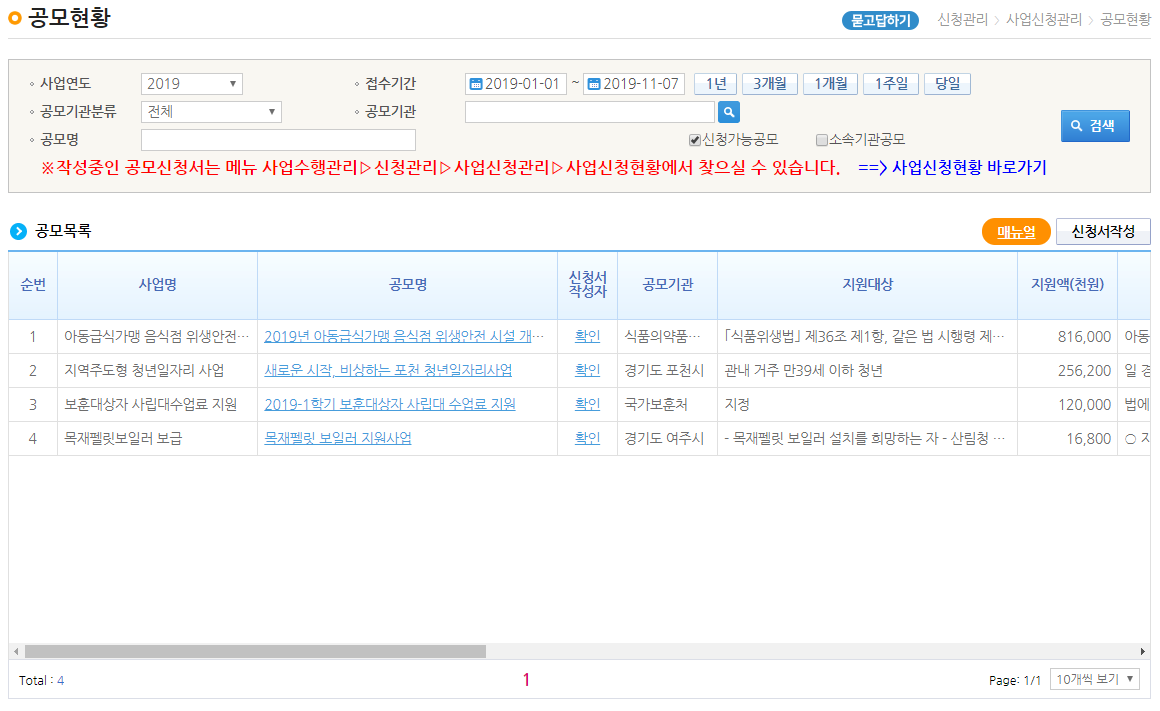 공모현황
묻고답하기 신청관리 > 사업신청관리 > 공모현황
사업연도 2019 접수기간 2019-01-01 ~ 2019-11-07 1년 3개월 1개월 1주일 당일
공모기관분류 전체 공모기관
공모명 신청가능공모 소속기관공모 검색
※작성중인 공모신청서는 메뉴 사업수행관리▷신청관리▷사업신청관리▷사업신청현황에서 찾으실 수 있습니다. ==> 사업신청현황 바로가기
공모목록 매뉴얼 신청서작성
순번 사업명 공모명 신청서 작성자 공모기관 지원대상 지원액(천원)
1 아동급식가맹 음식점 위생안전… 2019년 아동급식가맹 음식점 위생안전 시설 개… 확인 식품의약품… 「식품위생법」 제36조 제1항, 같은 법 시행령 제… 816,000 아동
2 지역주도형 청년일자리 사업 새로운 시작, 비상하는 포천 청년일자리사업 확인 경기도 포천시 관내 거주 만39세 이하 청년 256,200 일 경
3 보훈대상자 사립대수업료 지원 2019-1학기 보훈대상자 사립대 수업료 지원 확인 국가보훈처 지정 120,000 법에
4 목재펠릿보일러 보급 목재펠릿 보일러 지원사업 확인 경기도 여주시 - 목재펠릿 보일러 설치를 희망하는 자 - 산림청 … 16,800 ○ 지
Total : 4 1 Page: 1/1 10개씩 보기